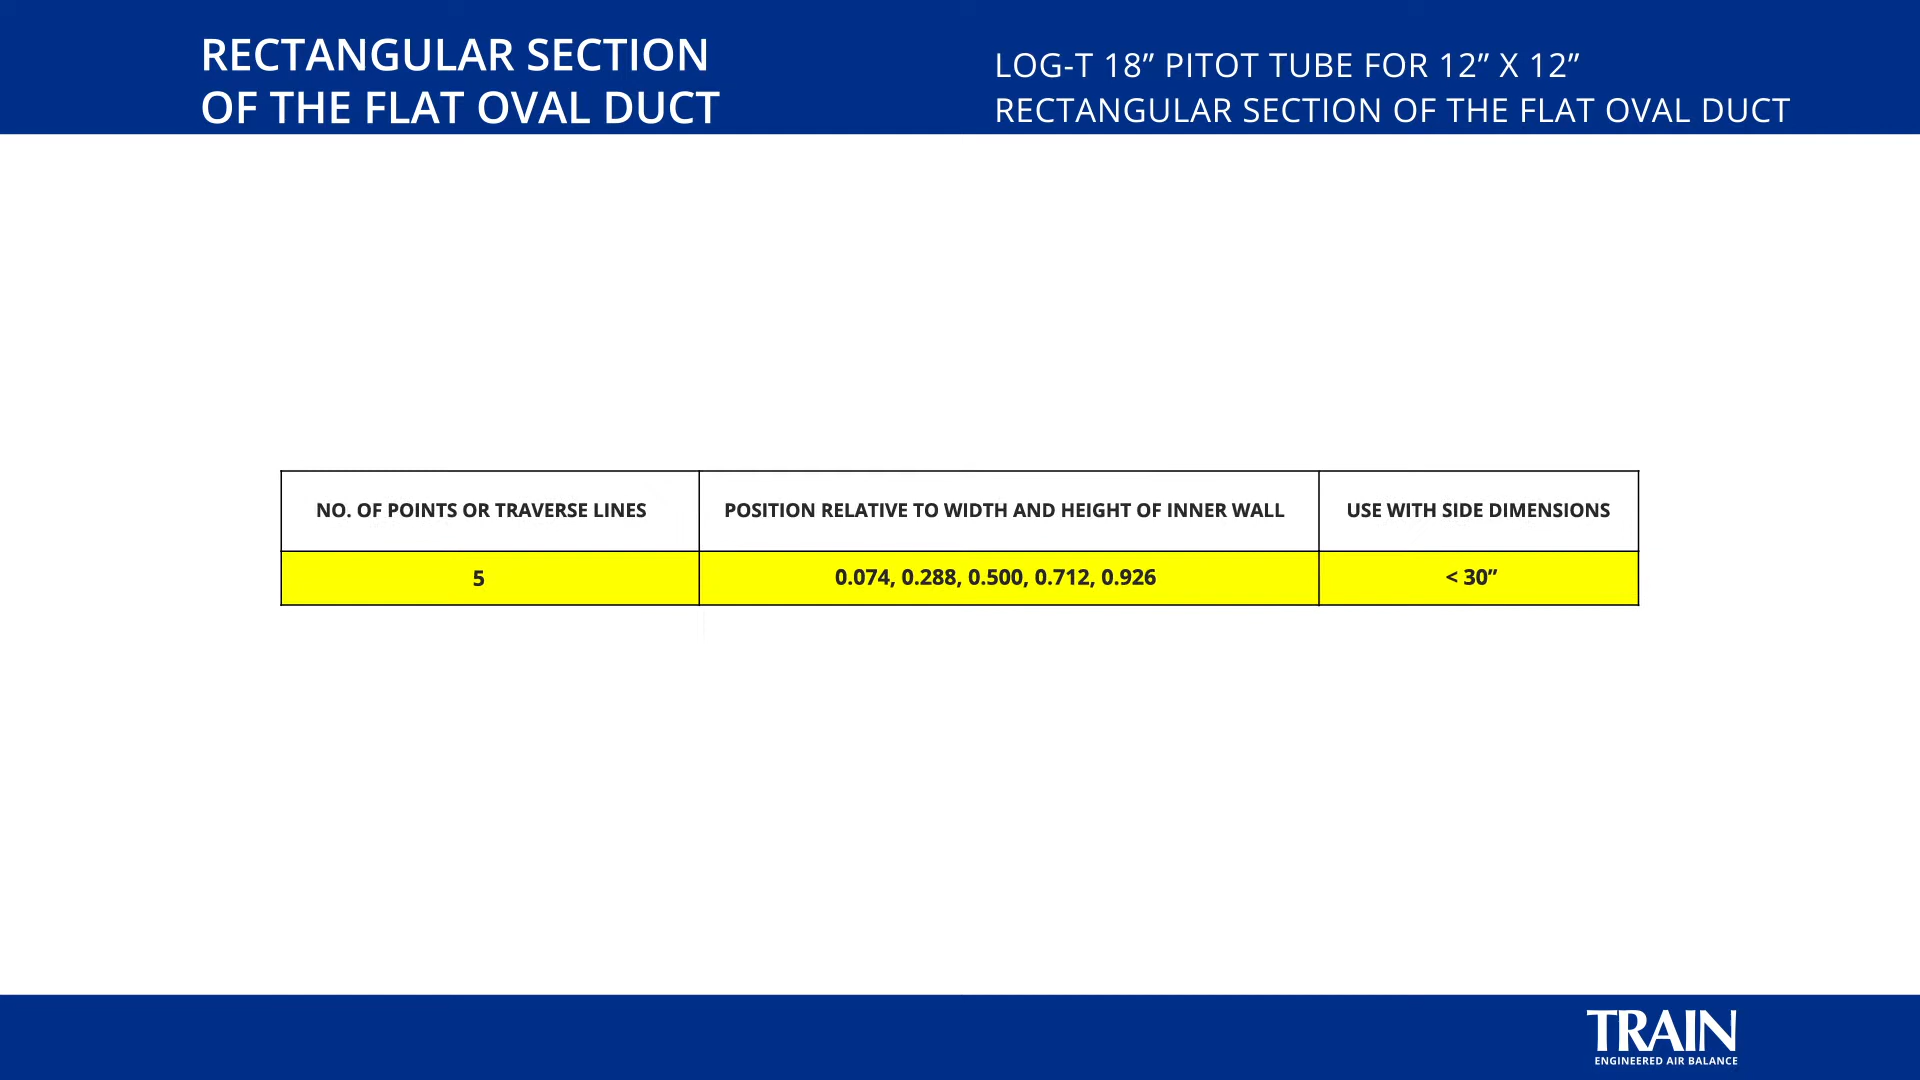 RECTANGULAR SECTION
OF THE FLAT OVAL DUCT
LOG-T 18” PITOT TUBE FOR 12” X 12”
RECTANGULAR SECTION OF THE FLAT OVAL DUCT
NO. OF POINTS OR TRAVERSE LINES
POSITION RELATIVE TO WIDTH AND HEIGHT OF INNER WALL
USE WITH SIDE DIMENSIONS
5
0.074, 0.288, 0.500, 0.712, 0.926
< 30”
TRAIN
ENGINEERED AIR BALANCE